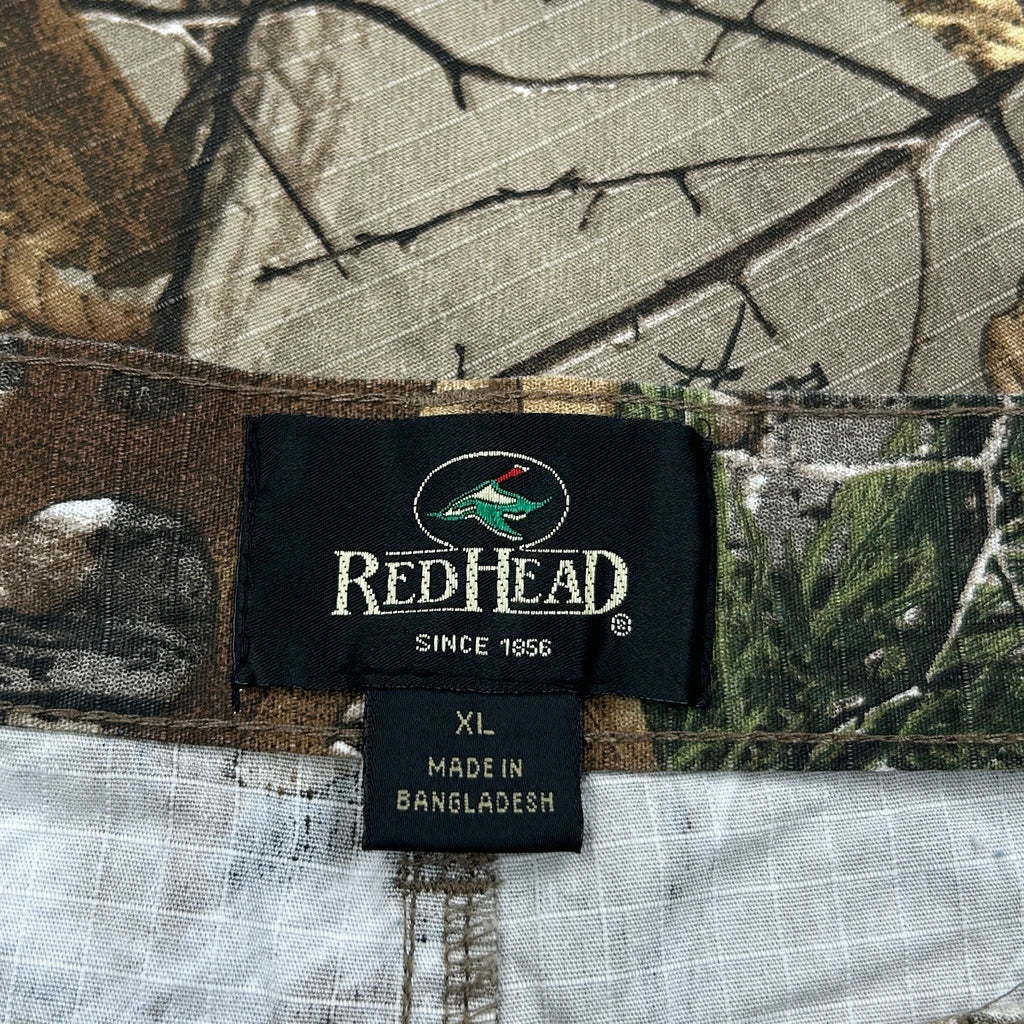 REDHEAD®
SINCE 1856
XL
MADE IN
BANGLADESH